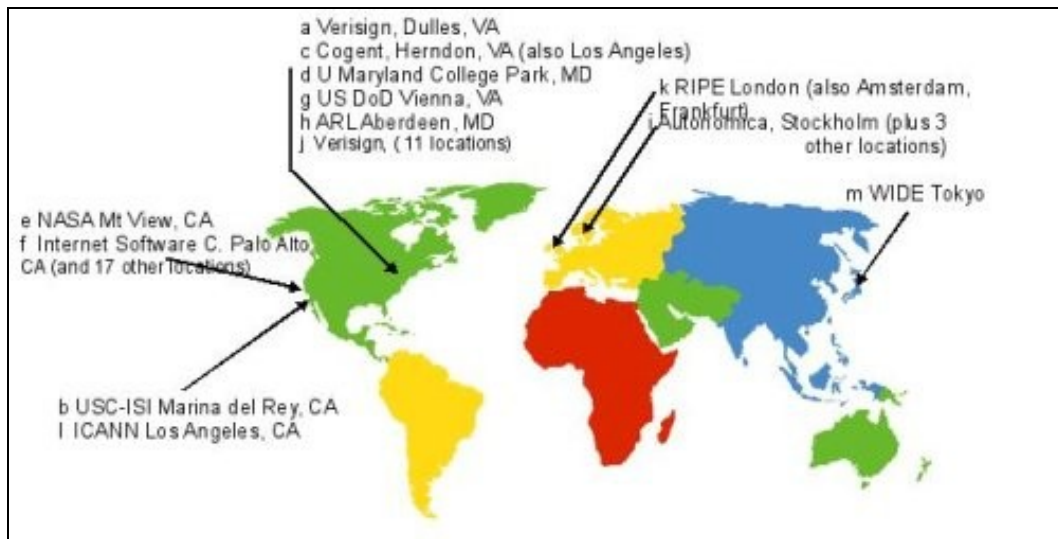 a Verisign, Dulles, VA
c Cogent, Herndon, VA (also Los Angeles)
d U Maryland College Park, MD
g US DoD Vienna, VA
h ARL Aberdeen, MD
j Verisign, ( 11 locations)
k RIPE London (also Amsterdam,
Frankfurt)
i Autonomica, Stockholm (plus 3
other locations)
m WIDE Tokyo
e NASA Mt View, CA
f Internet Software C. Palo Alto,
CA (and 17 other locations)
b USC-ISI Marina del Rey, CA
l ICANN Los Angeles, CA